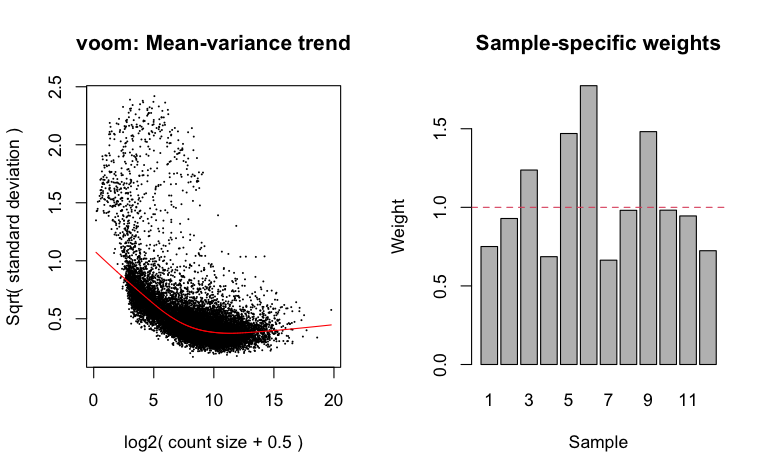 voom: Mean-variance trend
Sqrt( standard deviation )
2.5
2.0
1.5
1.0
0.5
0 5 10 15 20
log2( count size + 0.5 )
Sample-specific weights
Weight
1.5
1.0
0.5
0.0
1 3 5 7 9 11
Sample